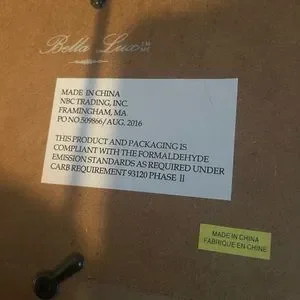 Bella Lux™
MADE IN CHINA
NBC TRADING, INC.
FRAMINGHAM, MA
PO NO.509866/AUG. 2016
THIS PRODUCT AND PACKAGING IS
COMPLIANT WITH THE FORMALDEHYDE
EMISSION STANDARDS AS REQUIRED UNDER
CARB REQUIREMENT 93120 PHASE II
MADE IN CHINA
FABRIQUE EN CHINE